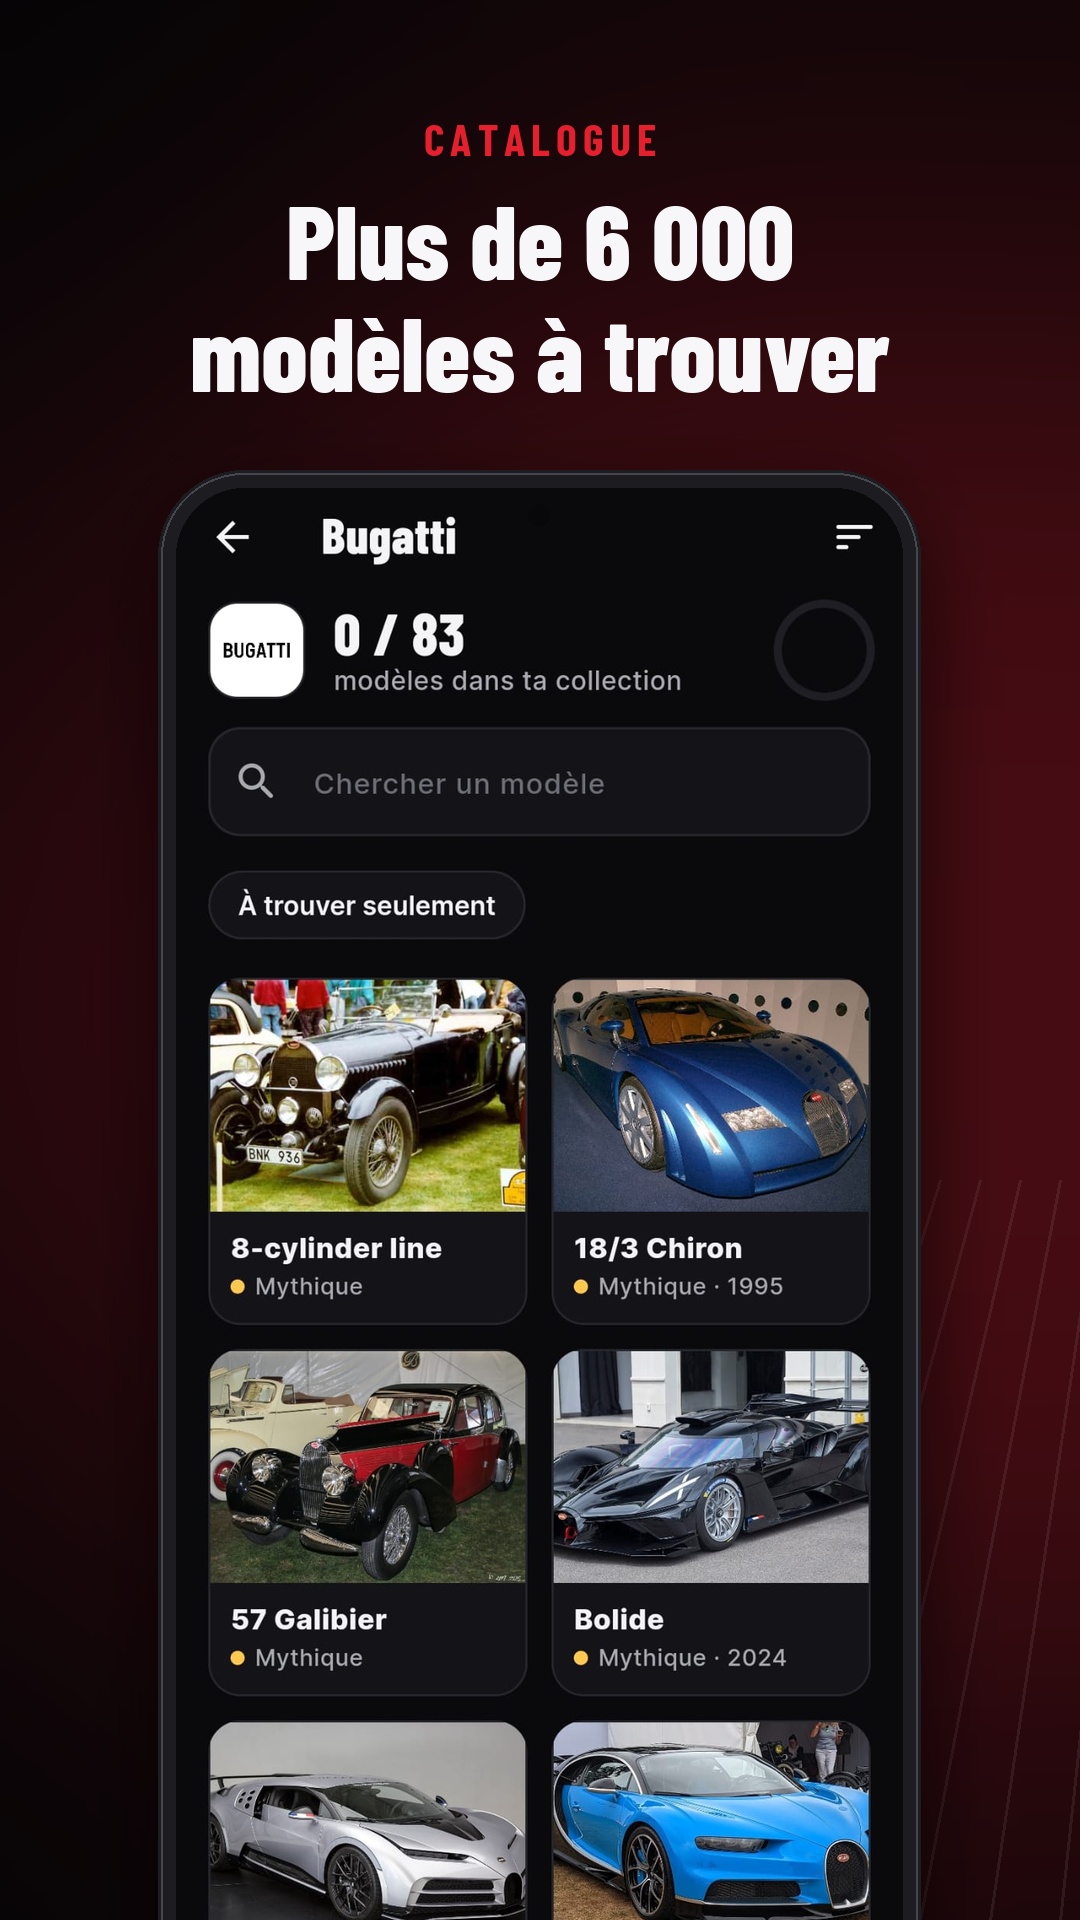 CATALOGUE
Plus de 6 000
modèles à trouver
Bugatti
BUGATTI
0 / 83
modèles dans ta collection
Chercher un modèle
À trouver seulement
BNK 936
8-cylinder line
Mythique
18/3 Chiron
Mythique · 1995
57 Galibier
Mythique
Bolide
Mythique · 2024